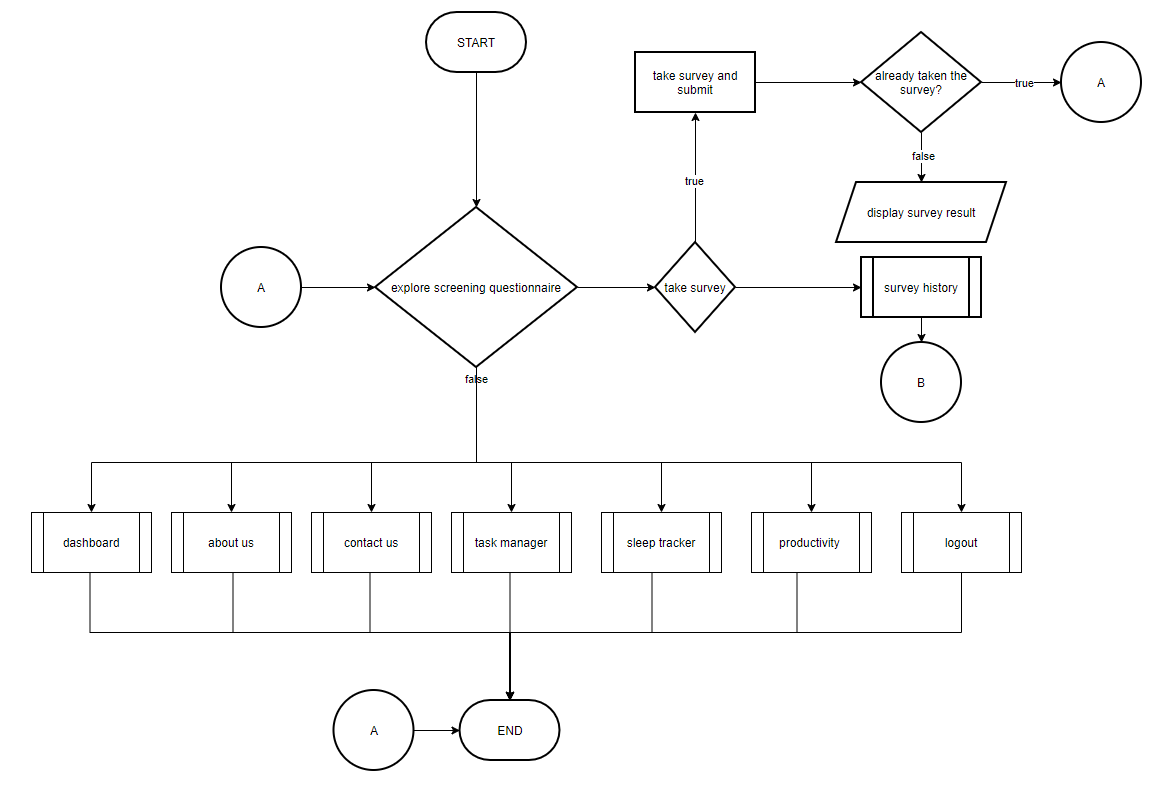 START
take survey and
submit
already taken the
survey?
true
A
false
true
display survey result
A
explore screening questionnaire
take survey
survey history
false
B
dashboard
about us
contact us
task manager
sleep tracker
productivity
logout
A
END